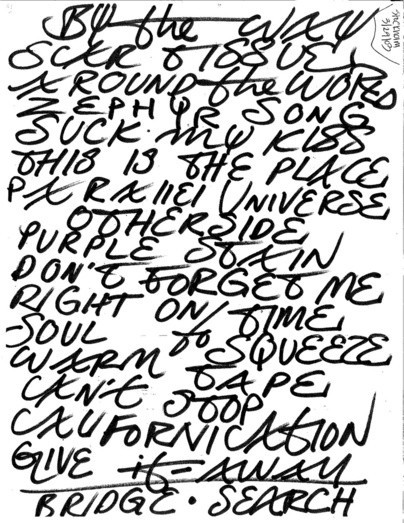 BY the WAY
SCAR TISSUE
AROUND the WORLD
ZEPHYR SONG
SUCK MY KISS
THIS IS THE PLACE
PARAllEl UNIVERSE
OTHERSIDE
PURPLE STAIN
DON'T FORGET ME
RIGHT ON TIME
SOUL to SQUEEZE
WARM TAPE
CAN'T STOP
CALIFORNICATION
GIVE it AWAY
BRIDGE · SEARCH